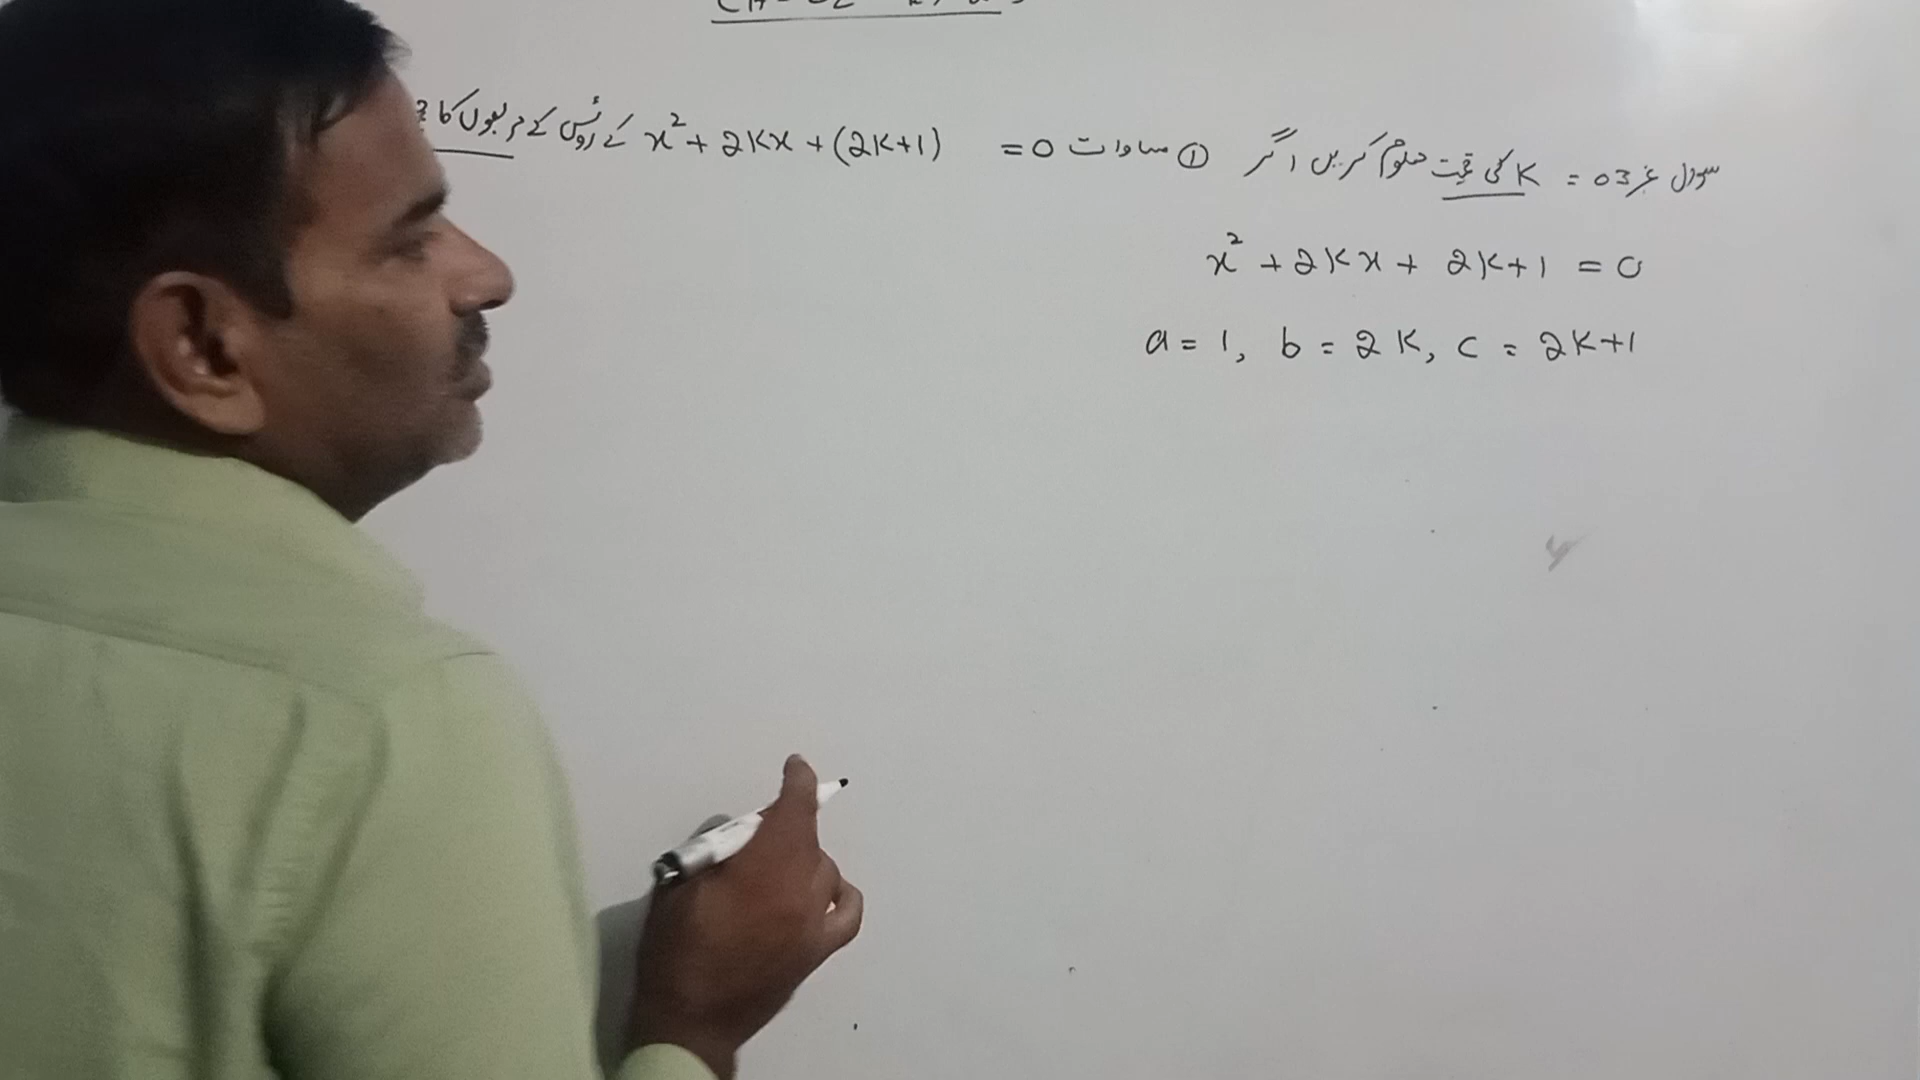 سوال نمبر 03 = K کی قیمت معلوم کریں اگر ① مساوات x² + 2Kx + (2K+1) = 0 کے روٹس کے مربعوں کا
x² + 2Kx + 2K+1 = 0
a = 1, b = 2K, c = 2K+1